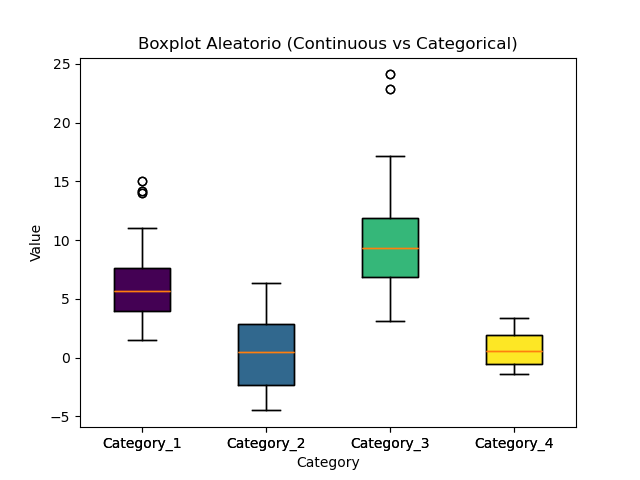 Boxplot Aleatorio (Continuous vs Categorical)
25
20
15
10
5
0
−5
Value
Category_1 Category_2 Category_3 Category_4
Category